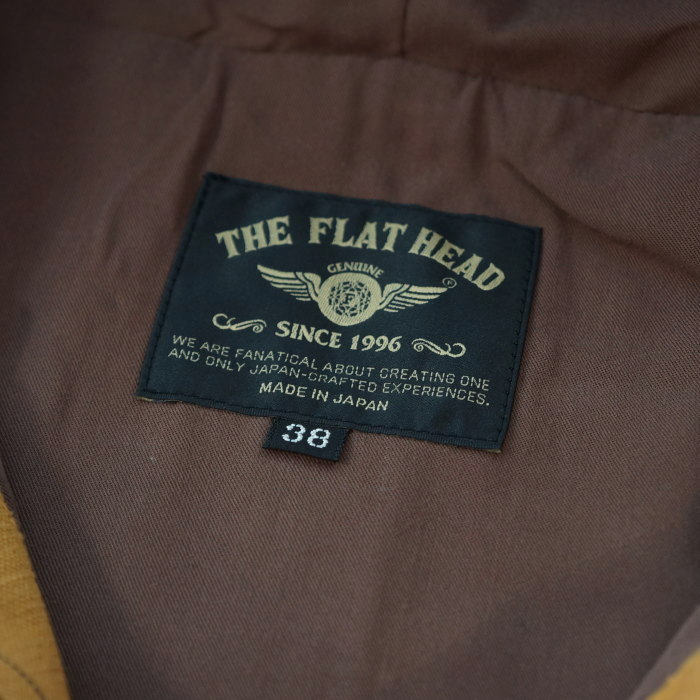 THE FLAT HEAD
GENUINE
F
®
SINCE 1996
WE ARE FANATICAL ABOUT CREATING ONE
AND ONLY JAPAN-CRAFTED EXPERIENCES.
MADE IN JAPAN
38